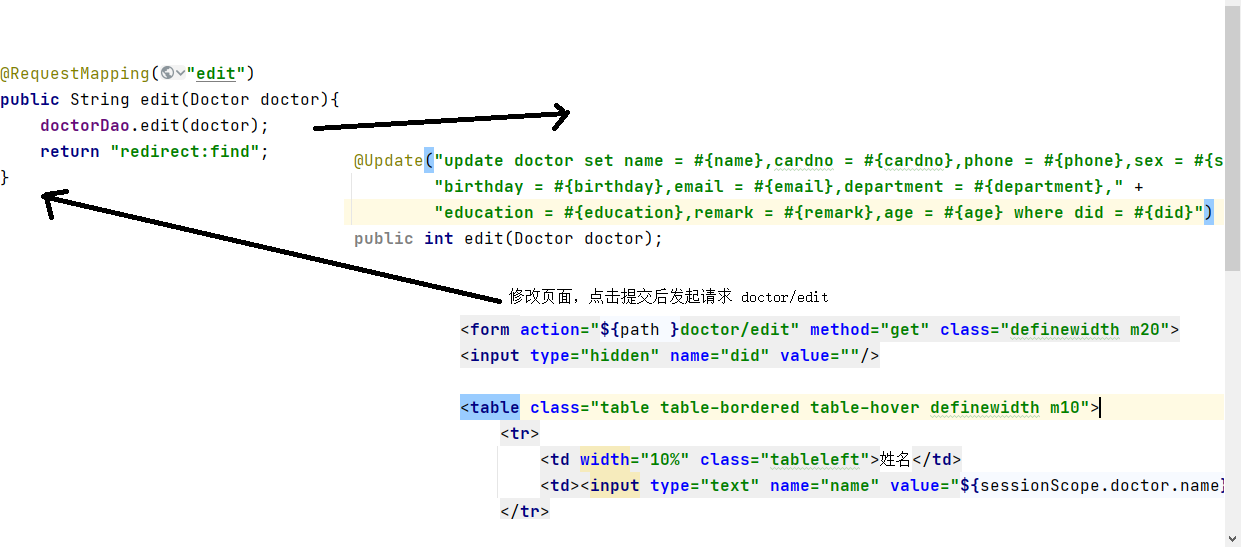 @RequestMapping("edit")
public String edit(Doctor doctor){
doctorDao.edit(doctor);
return "redirect:find";
}
@Update("update doctor set name = #{name},cardno = #{cardno},phone = #{phone},sex = #{s
"birthday = #{birthday},email = #{email},department = #{department}," +
"education = #{education},remark = #{remark},age = #{age} where did = #{did}")
public int edit(Doctor doctor);
修改页面，点击提交后发起请求 doctor/edit
<form action="${path }doctor/edit" method="get" class="definewidth m20">
<input type="hidden" name="did" value=""/>
<table class="table table-bordered table-hover definewidth m10">
<tr>
<td width="10%" class="tableleft">姓名</td>
<td><input type="text" name="name" value="${sessionScope.doctor.name}
</tr>